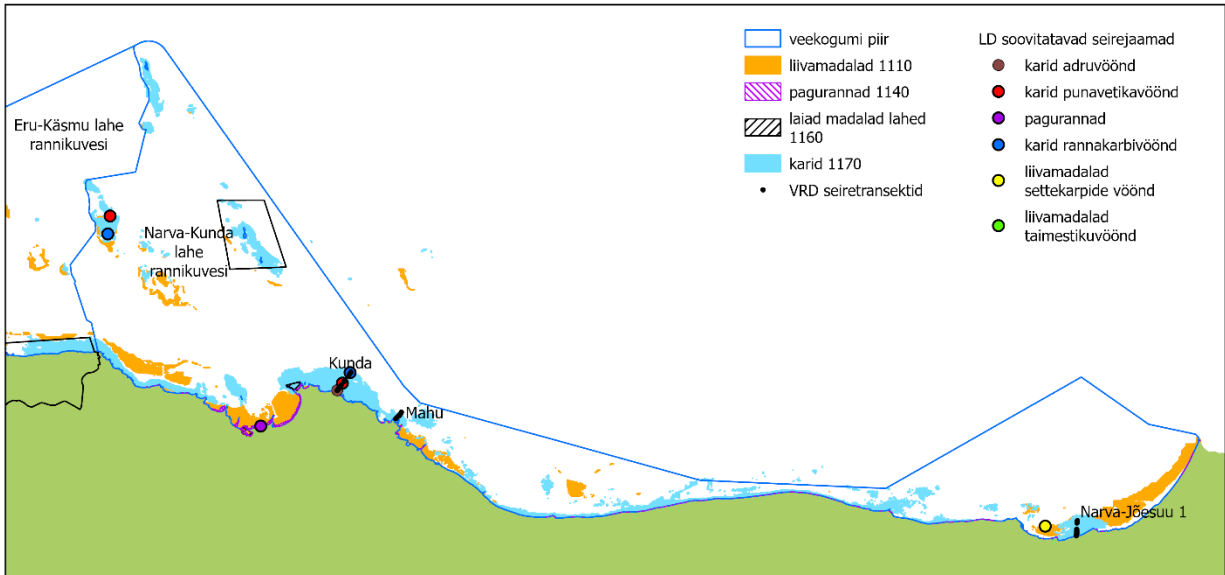 Eru-Käsmu lahe
rannikuvesi
Narva-Kunda
lahe
rannikuvesi
Kunda
Mahu
Narva-Jõesuu 1
veekogumi piir
liivamadalad 1110
pagurannad 1140
laiad madalad lahed
1160
karid 1170
VRD seiretransektid
LD soovitatavad seirejaamad
karid adruvöönd
karid punavetikavöönd
pagurannad
karid rannakarbivöönd
liivamadalad
settekarpide vöönd
liivamadalad
taimestikuvöönd